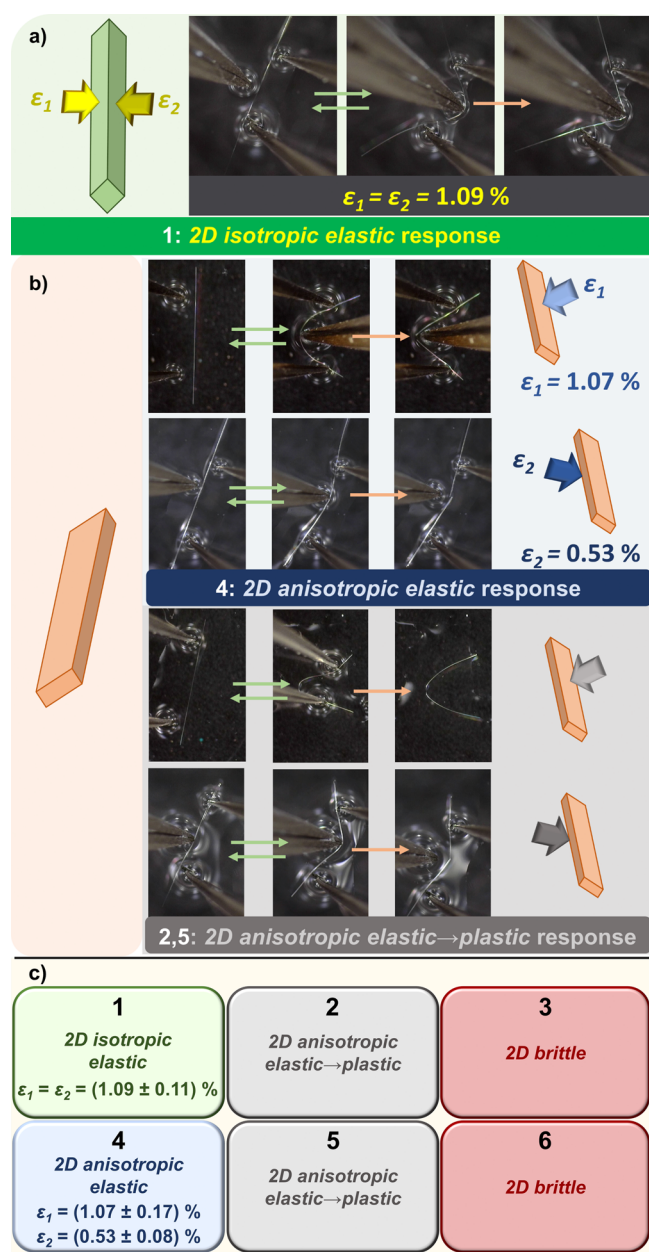 a)
ε1
ε2
ε1 = ε2 = 1.09 %
1: 2D isotropic elastic response
b)
ε1
ε1 = 1.07 %
ε2
ε2 = 0.53 %
4: 2D anisotropic elastic response
2,5: 2D anisotropic elastic→plastic response
c)
1
2D isotropic
elastic
ε1 = ε2 = (1.09 ± 0.11) %
2
2D anisotropic
elastic→plastic
3
2D brittle
4
2D anisotropic
elastic
ε1 = (1.07 ± 0.17) %
ε2 = (0.53 ± 0.08) %
5
2D anisotropic
elastic→plastic
6
2D brittle